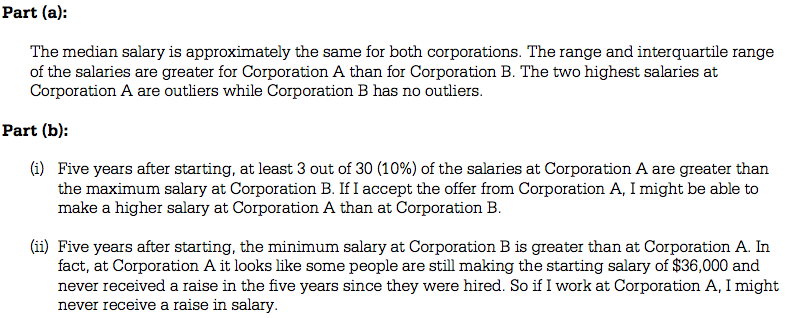 Part (a):
The median salary is approximately the same for both corporations. The range and interquartile range
of the salaries are greater for Corporation A than for Corporation B. The two highest salaries at
Corporation A are outliers while Corporation B has no outliers.
Part (b):
(i) Five years after starting, at least 3 out of 30 (10%) of the salaries at Corporation A are greater than
the maximum salary at Corporation B. If I accept the offer from Corporation A, I might be able to
make a higher salary at Corporation A than at Corporation B.
(ii) Five years after starting, the minimum salary at Corporation B is greater than at Corporation A. In
fact, at Corporation A it looks like some people are still making the starting salary of $36,000 and
never received a raise in the five years since they were hired. So if I work at Corporation A, I might
never receive a raise in salary.